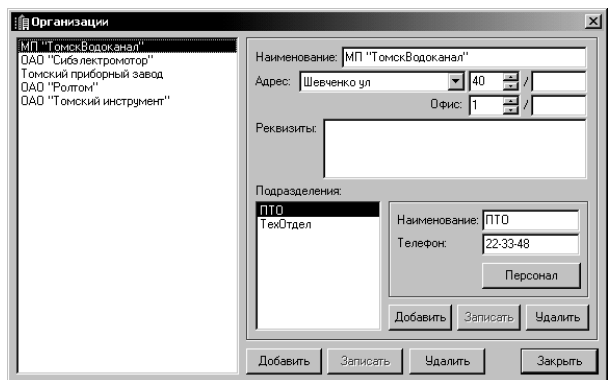 Организации
МП "ТомскВодоканал"
ОАО "Сибэлектромотор"
Томский приборный завод
ОАО "Ролтом"
ОАО "Томский инструмент"
Наименование: МП "ТомскВодоканал"
Адрес: Шевченко ул 40 /
Офис: 1 /
Реквизиты:
Подразделения:
ПТО
ТехОтдел
Наименование: ПТО
Телефон: 22-33-48
Персонал
Добавить Записать Удалить
Добавить Записать Удалить Закрыть